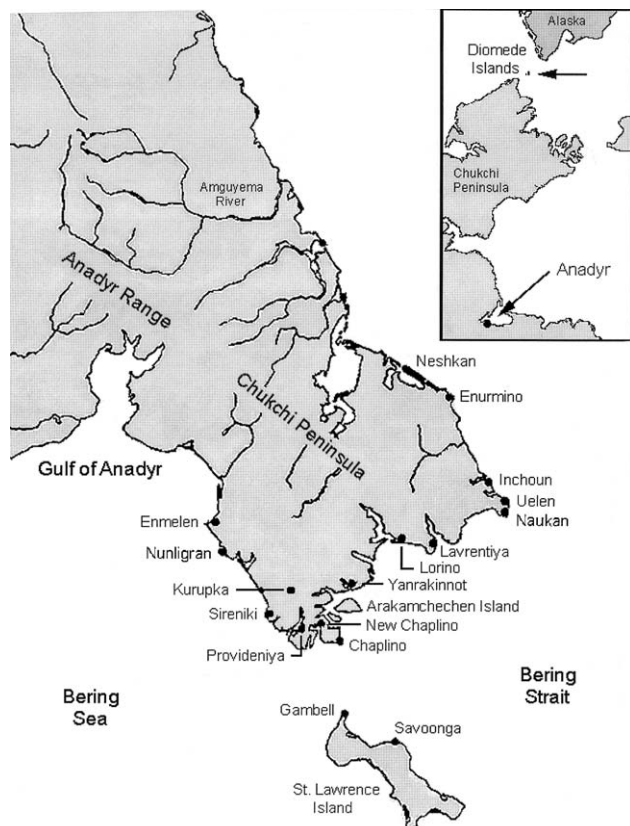 Alaska
Diomede
Islands
Chukchi
Peninsula
Anadyr
Amguyema
River
Anadyr Range
Chukchi Peninsula
Neshkan
Enurmino
Gulf of Anadyr
Inchoun
Uelen
Naukan
Enmelen
Nunligran
Lavrentiya
Lorino
Yanrakinnot
Kurupka
Arakamchechen Island
Sireniki
New Chaplino
Provideniya
Chaplino
Bering
Sea
Bering
Strait
Gambell
Savoonga
St. Lawrence
Island